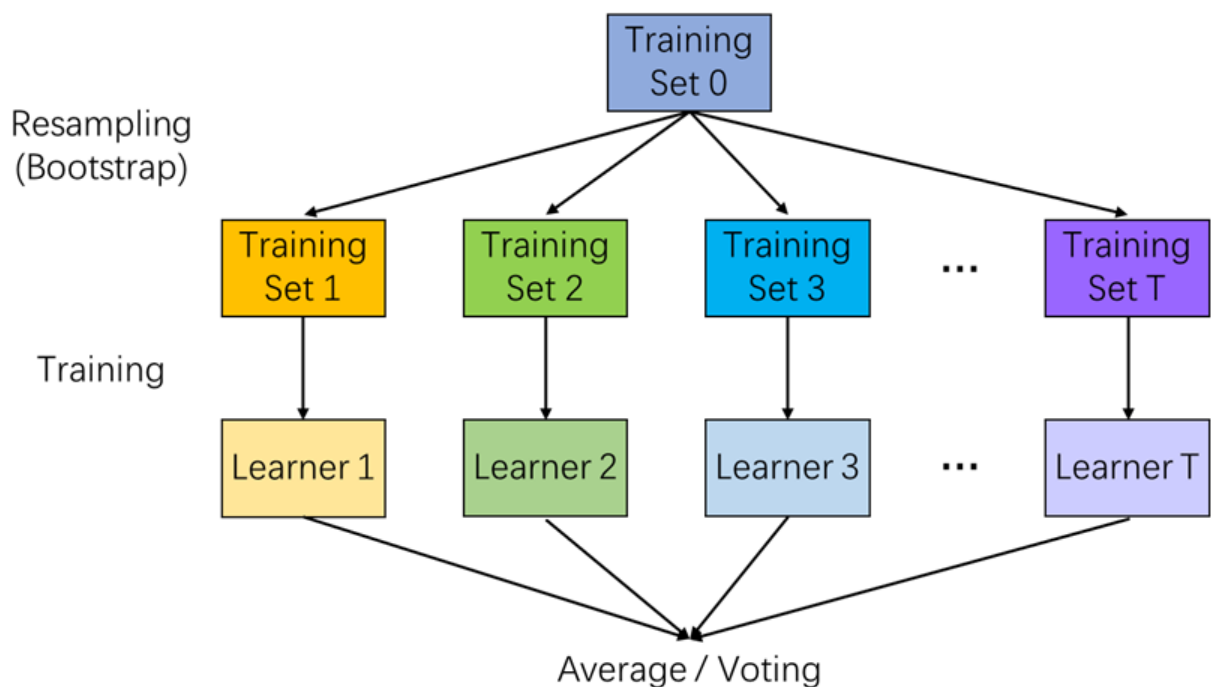 Training
Set 0
Resampling
(Bootstrap)
Training
Set 1
Training
Set 2
Training
Set 3
...
Training
Set T
Training
Learner 1
Learner 2
Learner 3
...
Learner T
Average / Voting